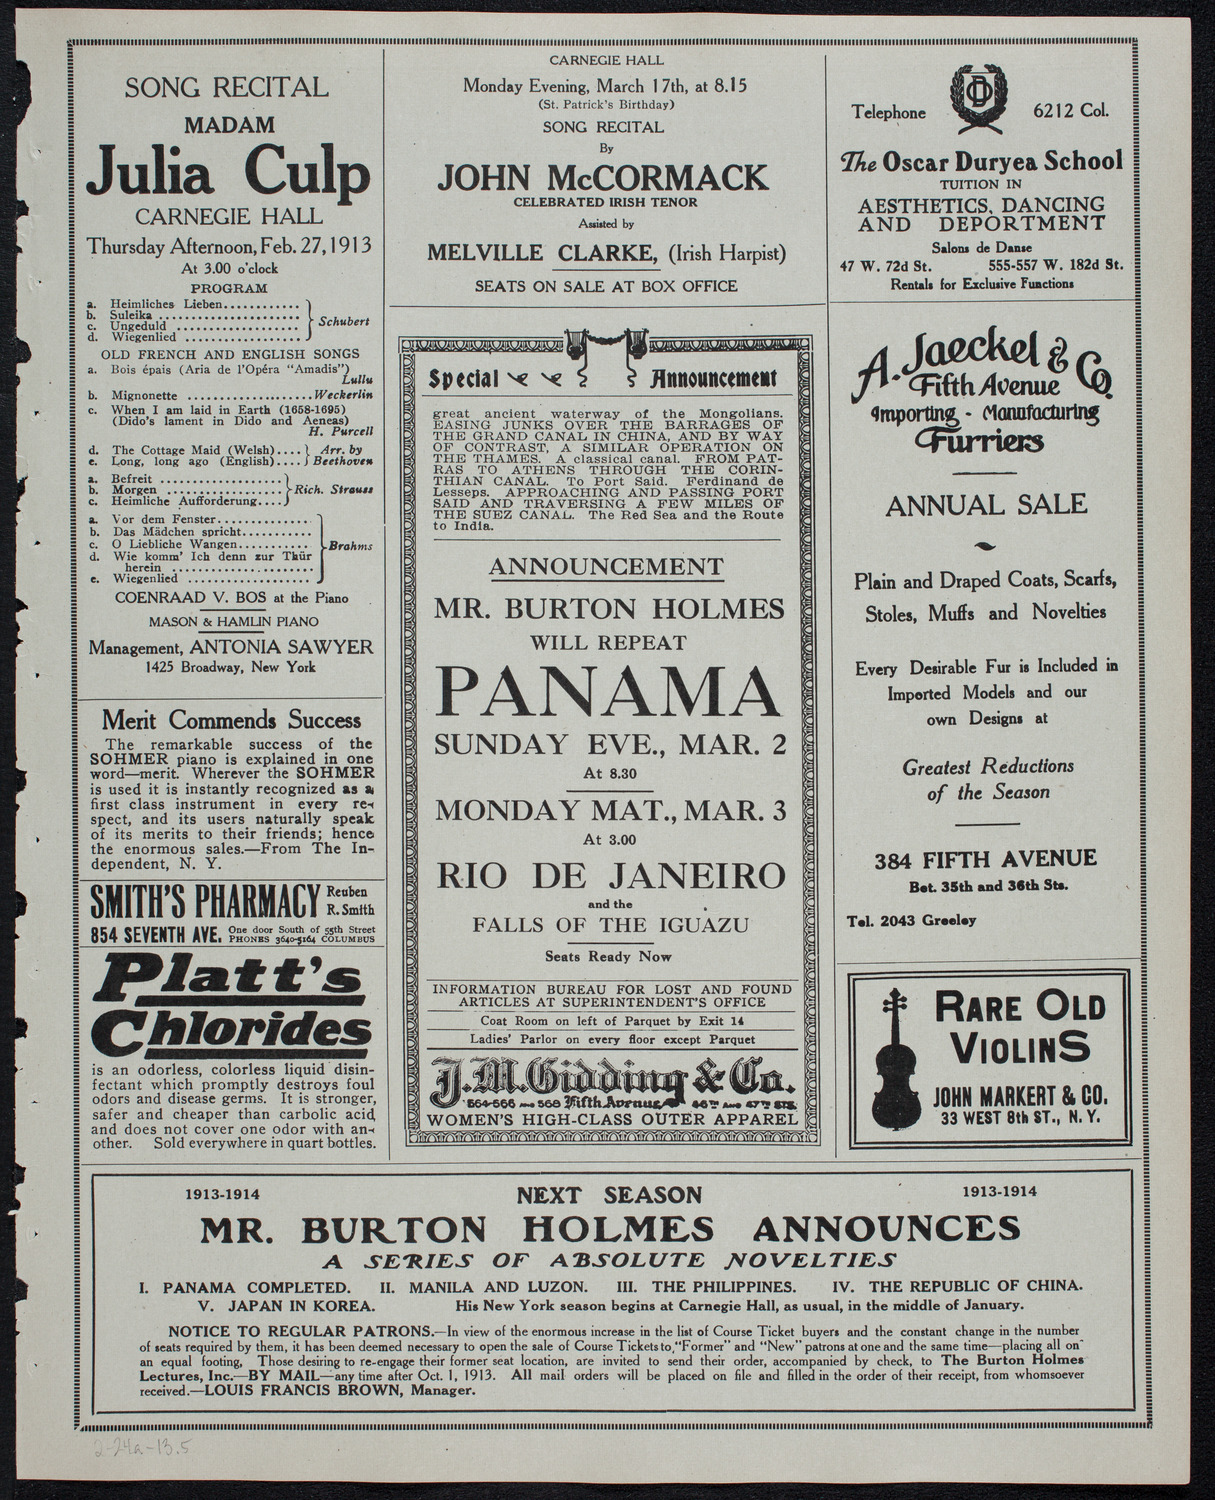 SONG RECITAL
MADAM
Julia Culp
CARNEGIE HALL
Thursday Afternoon, Feb. 27, 1913
At 3.00 o'clock
PROGRAM
a. Heimliches Lieben............
b. Suleika ......................
c. Ungeduld ...................
d. Wiegenlied ..................
Schubert
OLD FRENCH AND ENGLISH SONGS
a. Bois épais (Aria de l'Opéra "Amadis")
Lullu
b. Mignonette ....................Weckerlin
c. When I am laid in Earth (1658-1695)
(Dido's lament in Dido and Aeneas)
H. Purcell
d. The Cottage Maid (Welsh).... Arr. by
e. Long, long ago (English).... Beethoven
a. Befreit ....................
b. Morgen ..................
c. Heimliche Aufforderung....
Rich. Strauss
a. Vor dem Fenster...............
b. Das Mädchen spricht...........
c. O Liebliche Wangen...........
d. Wie komm' Ich denn zur Thür
herein ......................
e. Wiegenlied ...................
Brahms
COENRAAD V. BOS at the Piano
MASON & HAMLIN PIANO
Management, ANTONIA SAWYER
1425 Broadway, New York
Merit Commends Success
The remarkable success of the
SOHMER piano is explained in one
word—merit. Wherever the SOHMER
is used it is instantly recognized as a
first class instrument in every re-
spect, and its users naturally speak
of its merits to their friends; hence
the enormous sales.—From The In-
dependent, N. Y.
SMITH'S PHARMACY Reuben R. Smith
854 SEVENTH AVE. One door South of 55th Street
PHONES 3640-5164 COLUMBUS
Platt's
Chlorides
is an odorless, colorless liquid disin-
fectant which promptly destroys foul
odors and disease germs. It is stronger,
safer and cheaper than carbolic acid
and does not cover one odor with an-
other. Sold everywhere in quart bottles.
CARNEGIE HALL
Monday Evening, March 17th, at 8.15
(St. Patrick's Birthday)
SONG RECITAL
By
JOHN McCORMACK
CELEBRATED IRISH TENOR
Assisted by
MELVILLE CLARKE, (Irish Harpist)
SEATS ON SALE AT BOX OFFICE
Special Announcement
great ancient waterway of the Mongolians.
EASING JUNKS OVER THE BARRAGES OF
THE GRAND CANAL IN CHINA, AND BY WAY
OF CONTRAST, A SIMILAR OPERATION ON
THE THAMES. A classical canal. FROM PAT-
RAS TO ATHENS THROUGH THE CORIN-
THIAN CANAL. To Port Said. Ferdinand de
Lesseps. APPROACHING AND PASSING PORT
SAID AND TRAVERSING A FEW MILES OF
THE SUEZ CANAL. The Red Sea and the Route
to India.
ANNOUNCEMENT
MR. BURTON HOLMES
WILL REPEAT
PANAMA
SUNDAY EVE., MAR. 2
At 8.30
MONDAY MAT., MAR. 3
At 3.00
RIO DE JANEIRO
and the
FALLS OF THE IGUAZU
Seats Ready Now
INFORMATION BUREAU FOR LOST AND FOUND
ARTICLES AT SUPERINTENDENT'S OFFICE
Coat Room on left of Parquet by Exit 14
Ladies' Parlor on every floor except Parquet
J.M. Gidding & Co.
564-566 AND 568 Fifth Avenue 46TH AND 47TH STS.
WOMEN'S HIGH-CLASS OUTER APPAREL
OD
Telephone 6212 Col.
The Oscar Duryea School
TUITION IN
AESTHETICS, DANCING
AND DEPORTMENT
Salons de Danse
47 W. 72d St. 555-557 W. 182d St.
Rentals for Exclusive Functions
A. Jaeckel & Co.
Fifth Avenue
Importing - Manufacturing
Furriers
ANNUAL SALE
Plain and Draped Coats, Scarfs,
Stoles, Muffs and Novelties
Every Desirable Fur is Included in
Imported Models and our
own Designs at
Greatest Reductions
of the Season
384 FIFTH AVENUE
Bet. 35th and 36th Sts.
Tel. 2043 Greeley
RARE OLD
VIOLINS
JOHN MARKERT & CO.
33 WEST 8th ST., N. Y.
1913-1914 NEXT SEASON 1913-1914
MR. BURTON HOLMES ANNOUNCES
A SERIES OF ABSOLUTE NOVELTIES
I. PANAMA COMPLETED. II. MANILA AND LUZON. III. THE PHILIPPINES. IV. THE REPUBLIC OF CHINA.
V. JAPAN IN KOREA. His New York season begins at Carnegie Hall, as usual, in the middle of January.
NOTICE TO REGULAR PATRONS.—In view of the enormous increase in the list of Course Ticket buyers and the constant change in the number
of seats required by them, it has been deemed necessary to open the sale of Course Tickets to "Former" and "New" patrons at one and the same time—placing all on
an equal footing, Those desiring to re-engage their former seat location, are invited to send their order, accompanied by check, to The Burton Holmes
Lectures, Inc.—BY MAIL—any time after Oct. 1, 1913. All mail orders will be placed on file and filled in the order of their receipt, from whomsoever
received.—LOUIS FRANCIS BROWN, Manager.
2-24a-13.5